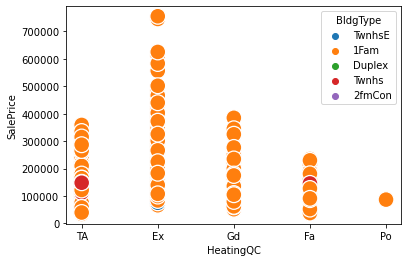 BldgType
TwnhsE
1Fam
Duplex
Twnhs
2fmCon
700000
600000
500000
400000
300000
200000
100000
0
SalePrice
TA Ex Gd Fa Po
HeatingQC